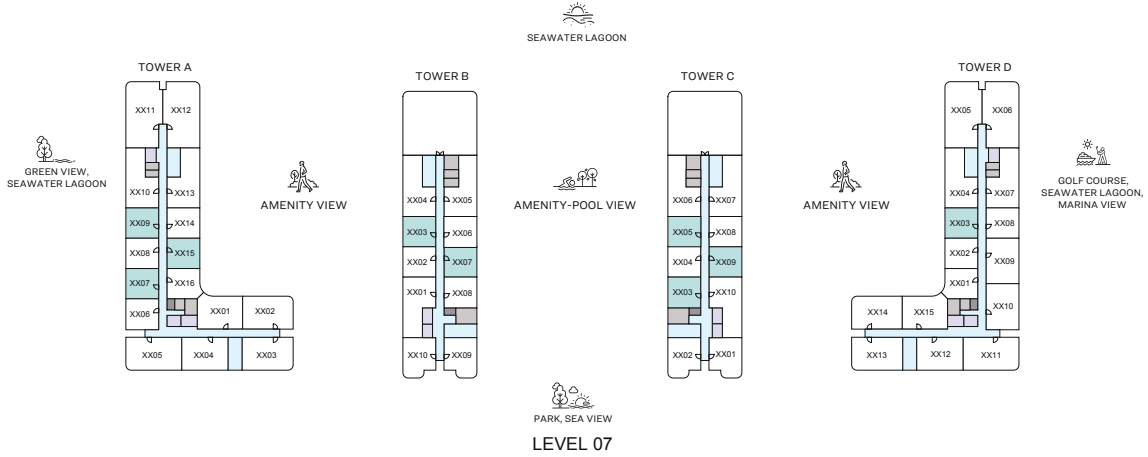 SEAWATER LAGOON
TOWER A
TOWER B
TOWER C
TOWER D
XX11
XX12
XX10
XX13
XX09
XX14
XX08
XX15
XX07
XX16
XX06
XX01
XX02
XX05
XX04
XX03
GREEN VIEW,
SEAWATER LAGOON
AMENITY VIEW
XX04
XX05
XX03
XX06
XX02
XX07
XX01
XX08
XX10
XX09
AMENITY-POOL VIEW
XX06
XX07
XX05
XX08
XX04
XX09
XX03
XX10
XX02
XX01
AMENITY VIEW
XX05
XX06
XX04
XX07
XX03
XX08
XX02
XX09
XX01
XX10
XX14
XX15
XX13
XX12
XX11
GOLF COURSE,
SEAWATER LAGOON,
MARINA VIEW
PARK, SEA VIEW
LEVEL 07